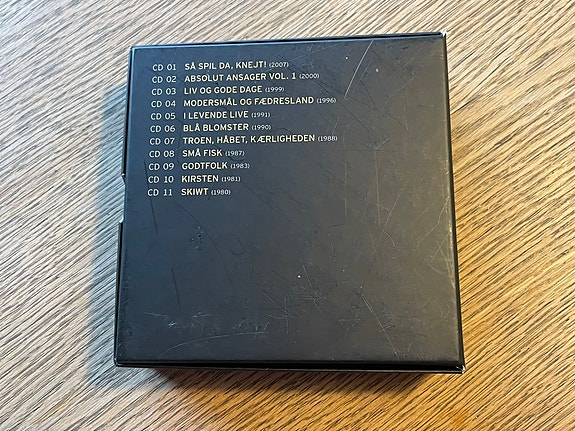 CD 01 SÅ SPIL DA, KNEJT! (2007)
CD 02 ABSOLUT ANSAGER VOL. 1 (2000)
CD 03 LIV OG GODE DAGE (1999)
CD 04 MODERSMÅL OG FÆDRESLAND (1996)
CD 05 I LEVENDE LIVE (1991)
CD 06 BLÅ BLOMSTER (1990)
CD 07 TROEN, HÅBET, KÆRLIGHEDEN (1988)
CD 08 SMÅ FISK (1987)
CD 09 GODTFOLK (1983)
CD 10 KIRSTEN (1981)
CD 11 SKIWT (1980)